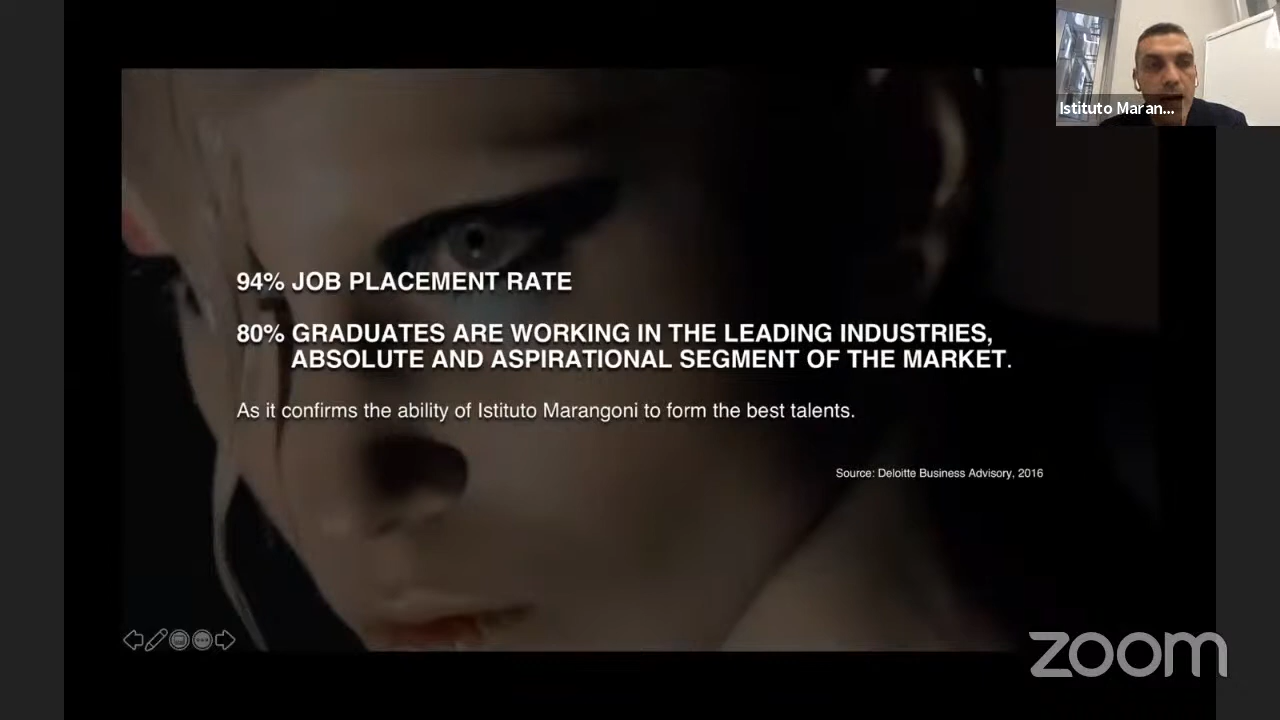 Istituto Maran...
94% JOB PLACEMENT RATE
80% GRADUATES ARE WORKING IN THE LEADING INDUSTRIES,
ABSOLUTE AND ASPIRATIONAL SEGMENT OF THE MARKET.
As it confirms the ability of Istituto Marangoni to form the best talents.
Source: Deloitte Business Advisory, 2016
zoom